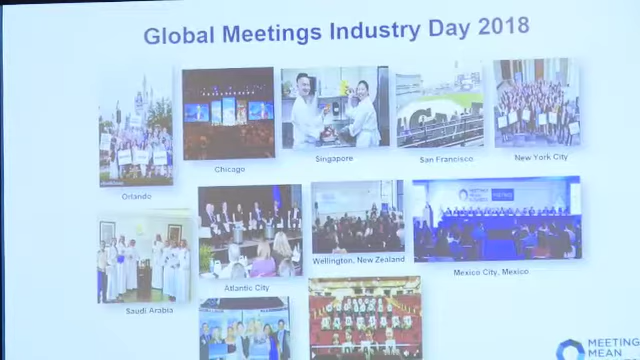 Global Meetings Industry Day 2018
Orlando
Chicago
Singapore
San Francisco
New York City
Saudi Arabia
Atlantic City
Wellington, New Zealand
Mexico City, Mexico
MEETING
MEAN